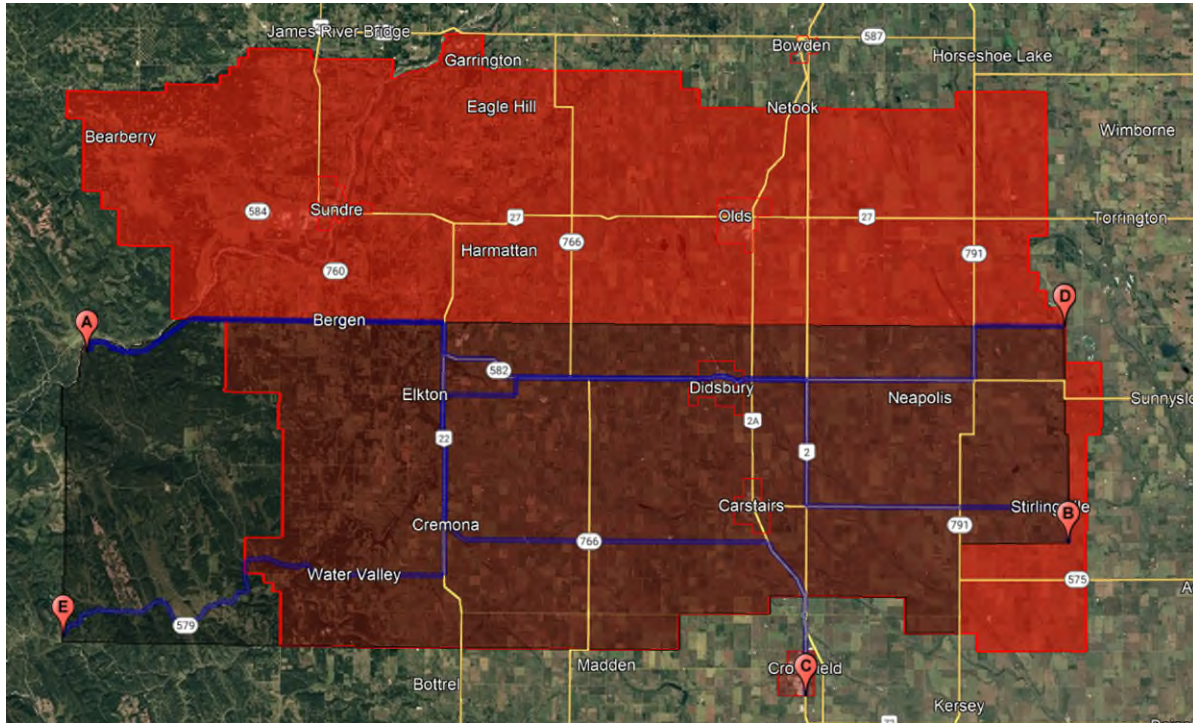 James River Bridge
Bowden
587
Garrington
Horseshoe Lake
Eagle Hill
Netook
Bearberry
Wimborne
584
Sundre
27
Olds
27
Torrington
766
Harmattan
791
760
D
A
Bergen
582
Elkton
Didsbury
Neapolis
2A
22
2
Carstairs
B
Cremona
766
791
Water Valley
575
E
579
Madden
C
Bottrel
Kersey